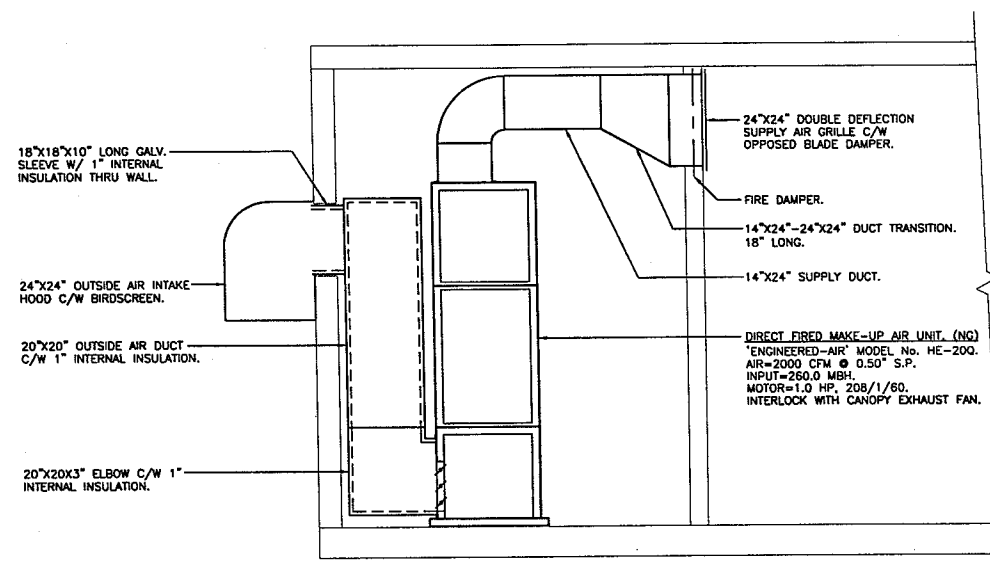 18"X18"X10" LONG GALV.
SLEEVE W/ 1" INTERNAL
INSULATION THRU WALL.
24"X24" OUTSIDE AIR INTAKE
HOOD C/W BIRDSCREEN.
20"X20" OUTSIDE AIR DUCT
C/W 1" INTERNAL INSULATION.
20"X20X3" ELBOW C/W 1"
INTERNAL INSULATION.
24"X24" DOUBLE DEFLECTION
SUPPLY AIR GRILLE C/W
OPPOSED BLADE DAMPER.
FIRE DAMPER.
14"X24"-24"X24" DUCT TRANSITION.
18" LONG.
14"X24" SUPPLY DUCT.
DIRECT FIRED MAKE-UP AIR UNIT. (NG)
'ENGINEERED-AIR' MODEL No. HE-20Q.
AIR=2000 CFM @ 0.50" S.P.
INPUT=260.0 MBH.
MOTOR=1.0 HP, 208/1/60.
INTERLOCK WITH CANOPY EXHAUST FAN.